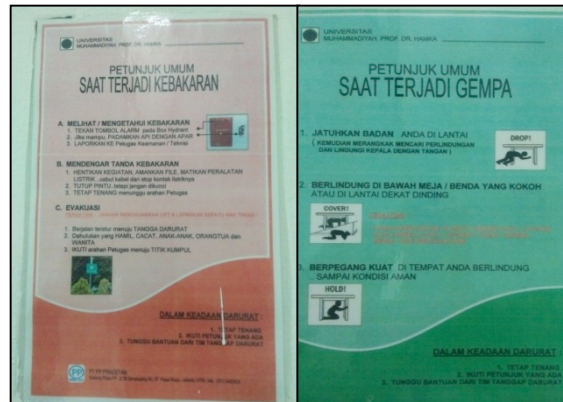 UNIVERSITAS
MUHAMMADIYAH PROF. DR. HAMKA
PETUNJUK UMUM
SAAT TERJADI KEBAKARAN
A. MELIHAT / MENGETAHUI KEBAKARAN
1. TEKAN TOMBOL ALARM pada Box Hydrant
2. Jika mampu, PADAMKAN API DENGAN APAR
3. LAPORKAN KE Petugas Keamanan / Teknisi
B. MENDENGAR TANDA KEBAKARAN
1. HENTIKAN KEGIATAN, AMANKAN FILE, MATIKAN PERALATAN
LISTRIK cabut kabel dari stop kontak listriknya
2. TUTUP PINTU, tetapi jangan dikunci
3. TETAP TENANG menunggu arahan Petugas
C. EVAKUASI
1. Berjalan teratur menuju TANGGA DARURAT
2. Dahulukan yang HAMIL, CACAT, ANAK-ANAK, ORANGTUA dan
WANITA
3. IKUTI arahan Petugas menuju TITIK KUMPUL
DALAM KEADAAN DARURAT :
1. TETAP TENANG
2. IKUTI PETUNJUK YANG ADA
3. TUNGGU BANTUAN DARI TIM TANGGAP DARURAT
PP
UNIVERSITAS
MUHAMMADIYAH PROF. DR. HAMKA
PETUNJUK UMUM
SAAT TERJADI GEMPA
1. JATUHKAN BADAN ANDA DI LANTAI
( KEMUDIAN MERANGKAK MENCARI PERLINDUNGAN
DAN LINDUNGI KEPALA DENGAN TANGAN )
DROP!
2. BERLINDUNG DI BAWAH MEJA / BENDA YANG KOKOH
ATAU DI LANTAI DEKAT DINDING
COVER!
3. BERPEGANG KUAT DI TEMPAT ANDA BERLINDUNG
SAMPAI KONDISI AMAN
HOLD!
DALAM KEADAAN DARURAT :
1. TETAP TENANG
2. IKUTI PETUNJUK YANG ADA
3. TUNGGU BANTUAN DARI TIM TANGGAP DARURAT